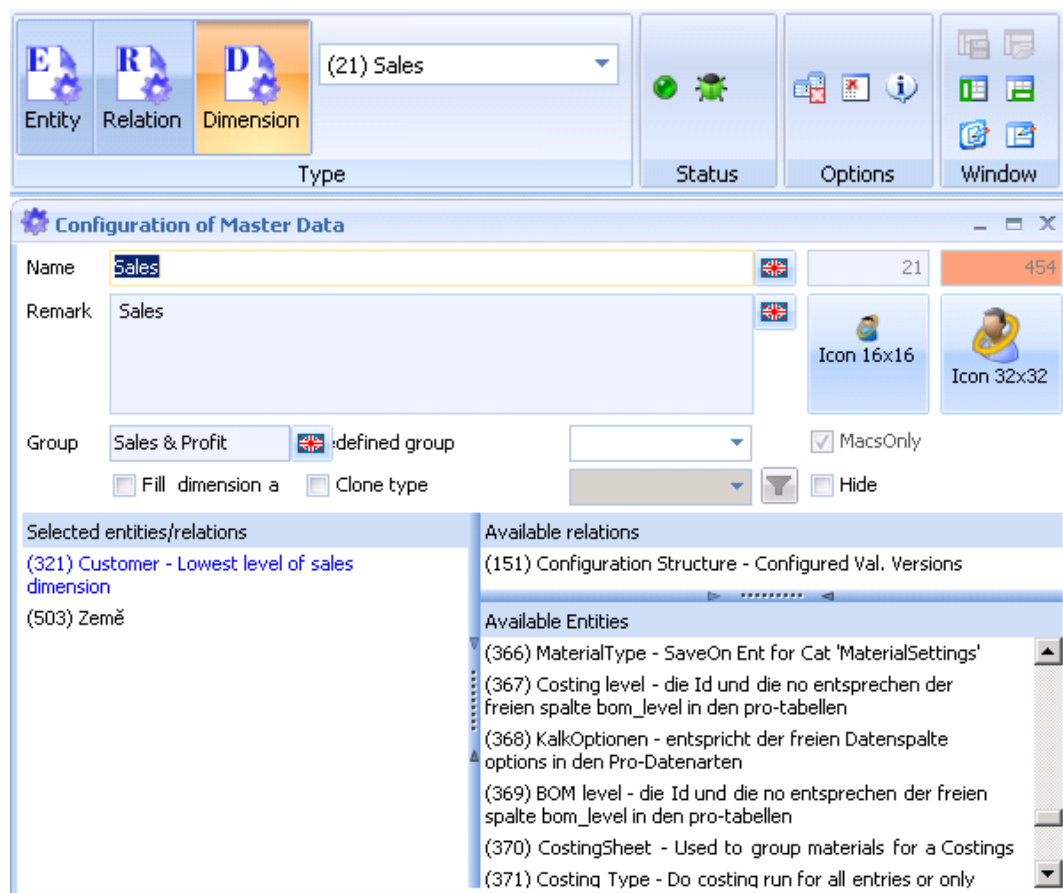 E R D
(21) Sales
Entity Relation Dimension
Type Status Options Window
Configuration of Master Data
Name Sales 21 454
Remark Sales
Icon 16x16
Icon 32x32
Group Sales & Profit edefined group MacsOnly
Fill dimension a Clone type Hide
Selected entities/relations
(321) Customer - Lowest level of sales
dimension
(503) Země
Available relations
(151) Configuration Structure - Configured Val. Versions
Available Entities
(366) MaterialType - SaveOn Ent for Cat 'MaterialSettings'
(367) Costing level - die Id und die no entsprechen der
freien spalte bom_level in den pro-tabellen
(368) KalkOptionen - entspricht der freien Datenspalte
options in den Pro-Datenarten
(369) BOM level - die Id und die no entsprechen der freien
spalte bom_level in den pro-tabellen
(370) CostingSheet - Used to group materials for a Costings
(371) Costing Type - Do costing run for all entries or only